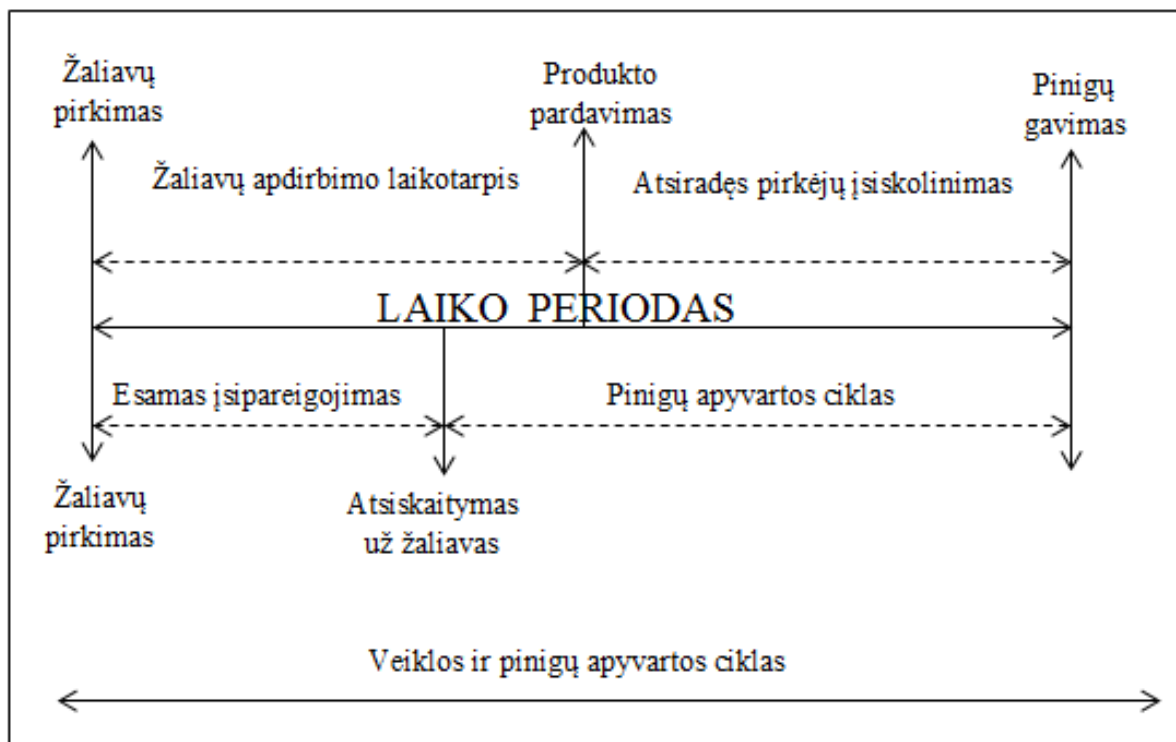 Žaliavų
pirkimas
Produkto
pardavimas
Pinigų
gavimas
Žaliavų apdirbimo laikotarpis
Atsiradęs pirkėjų įsiskolinimas
LAIKO PERIODAS
Esamas įsipareigojimas
Pinigų apyvartos ciklas
Žaliavų
pirkimas
Atsiskaitymas
už žaliavas
Veiklos ir pinigų apyvartos ciklas